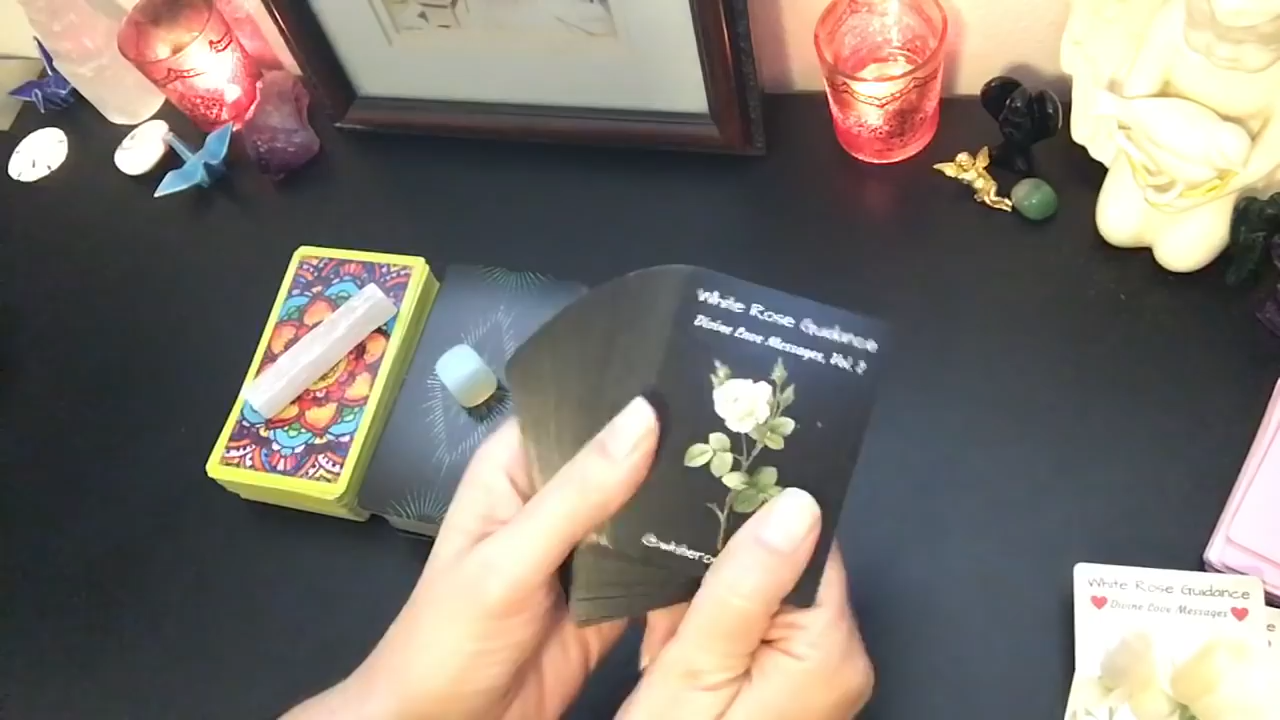 White Rose Guidance
Divine Love Messages, Vol. 2
White Rose Guidance
Divine Love Messages